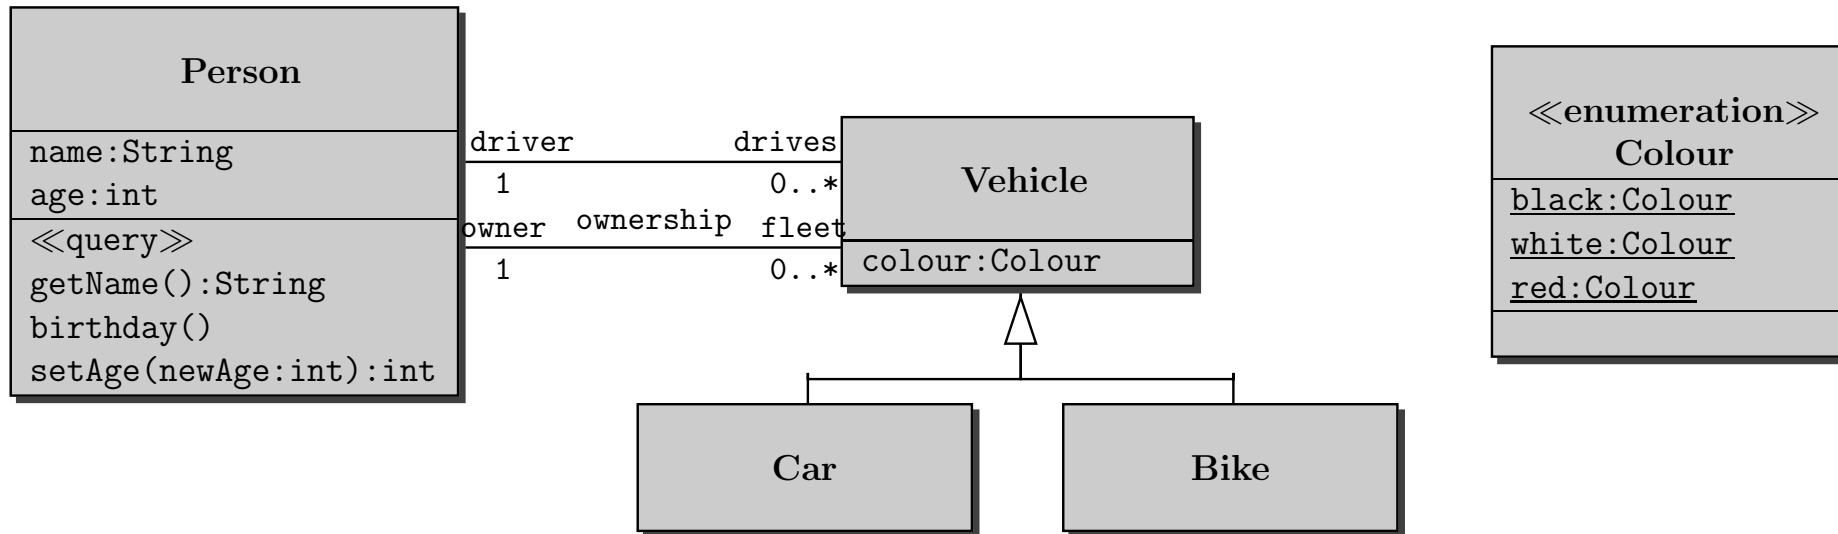 Person
name:String
age:int
≪query≫
getName():String
birthday()
setAge(newAge:int):int
driver
drives
1
0..*
owner
ownership
fleet
1
0..*
Vehicle
colour:Colour
Car
Bike
≪enumeration≫
Colour
black:Colour
white:Colour
red:Colour